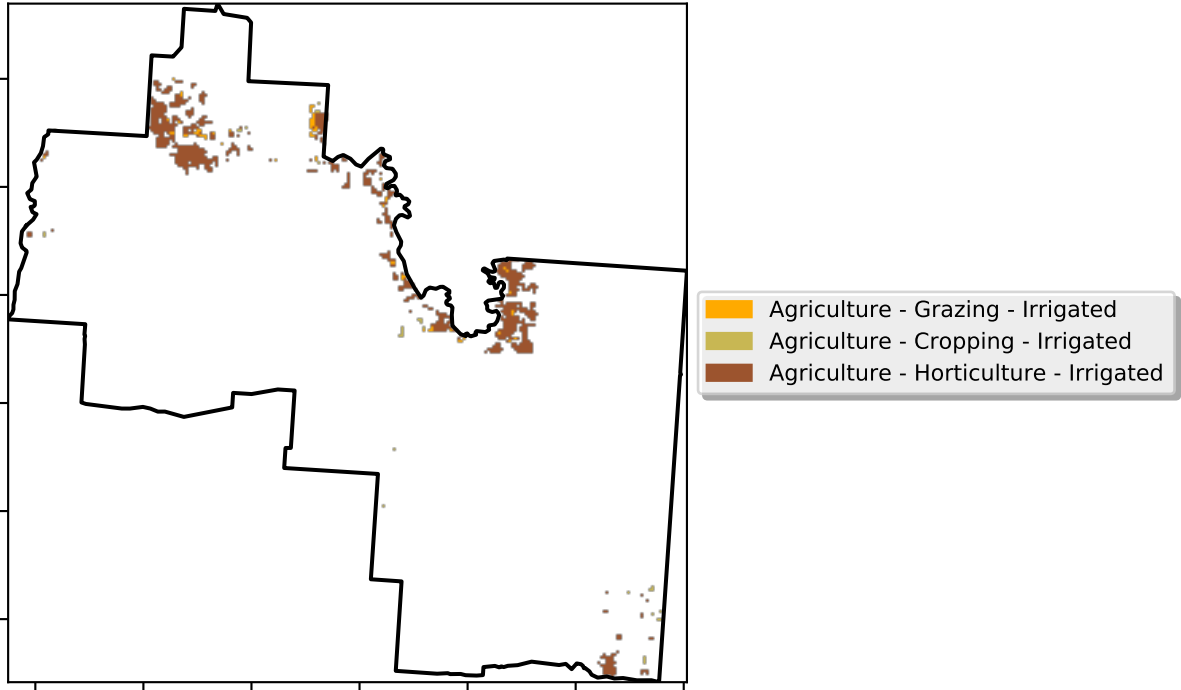 Agriculture - Grazing - Irrigated
Agriculture - Cropping - Irrigated
Agriculture - Horticulture - Irrigated